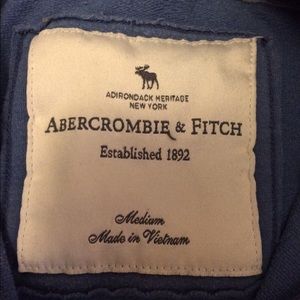 ADIRONDACK HERITAGE
NEW YORK
ABERCROMBIE & FITCH
Established 1892
Medium
Made in Vietnam